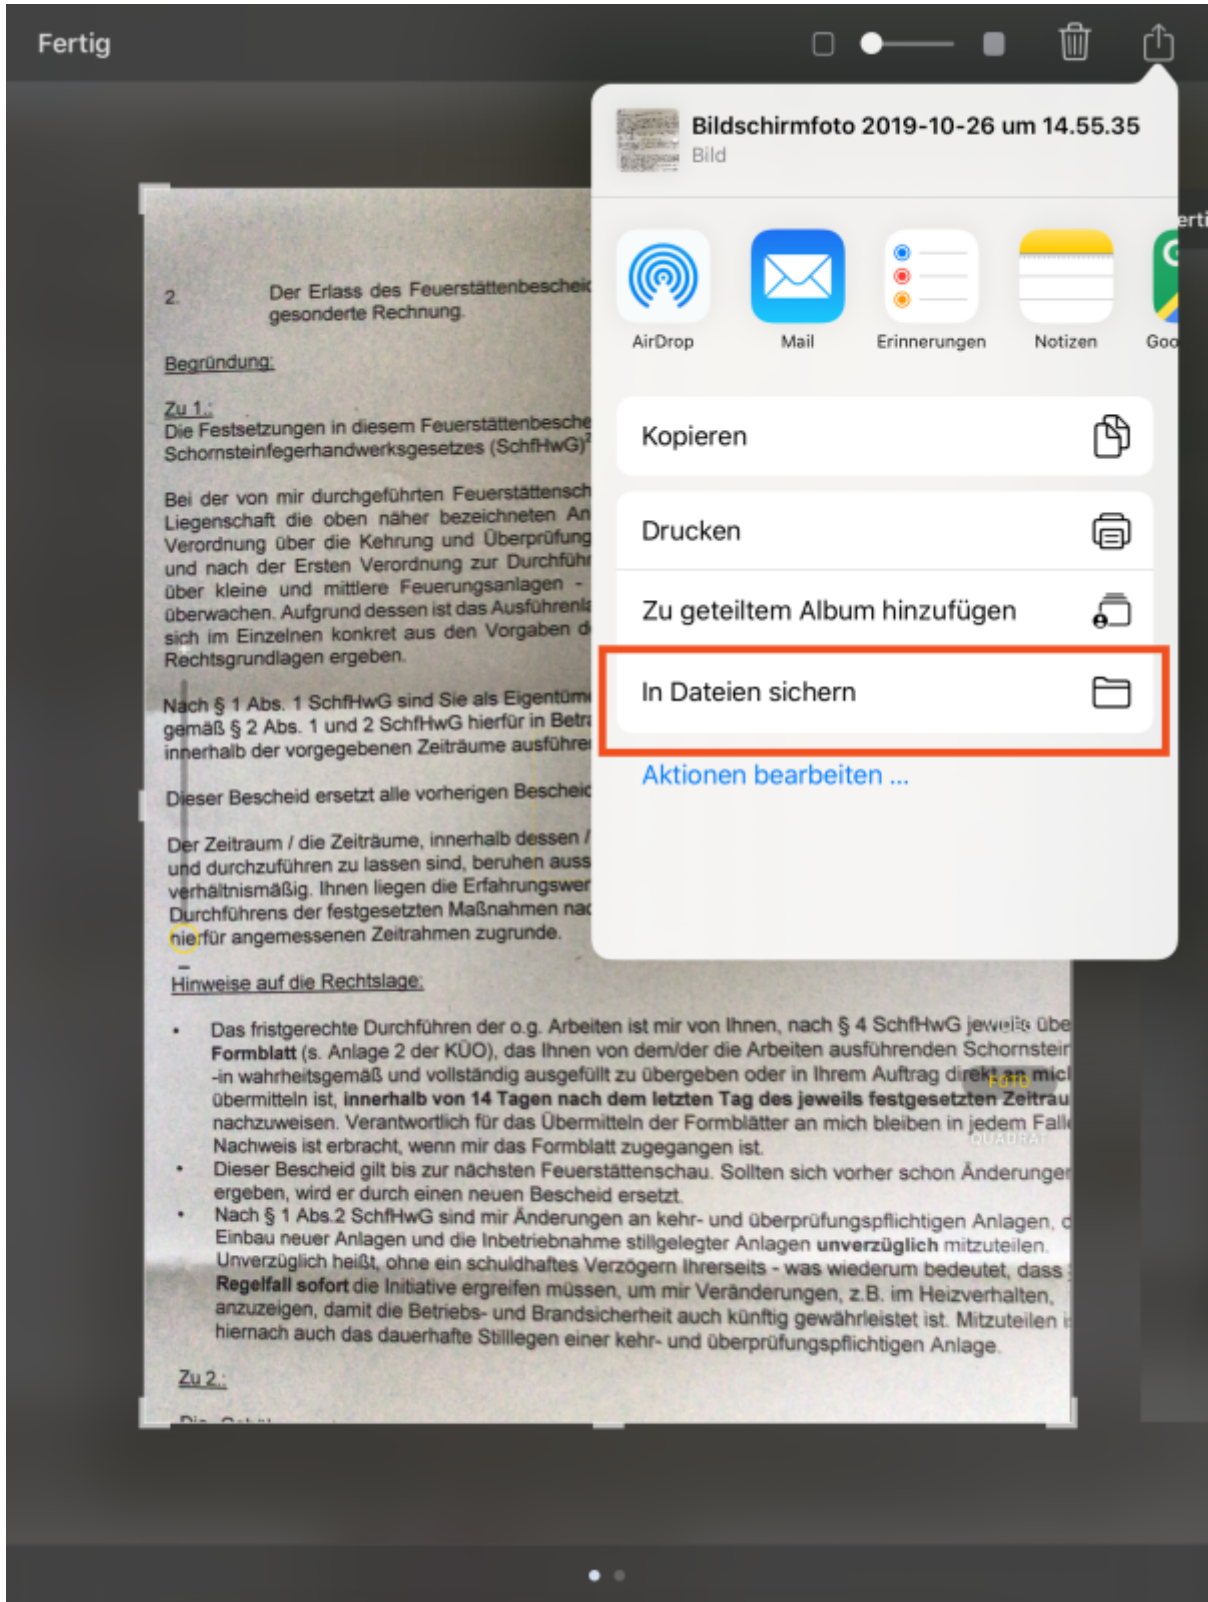 Fertig
Bildschirmfoto 2019-10-26 um 14.55.35
Bild
erti
AirDrop
Mail
Erinnerungen
Notizen
Goo
Kopieren
Drucken
Zu geteiltem Album hinzufügen
In Dateien sichern
Aktionen bearbeiten ...
2. Der Erlass des Feuerstättenbescheid
gesonderte Rechnung.
Begründung:
Zu 1.:
Die Festsetzungen in diesem Feuerstättenbesche
Schornsteinfegerhandwerksgesetzes (SchfHwG)²
Bei der von mir durchgeführten Feuerstättensch
Liegenschaft die oben näher bezeichneten An
Verordnung über die Kehrung und Überprüfung
und nach der Ersten Verordnung zur Durchführ
über kleine und mittlere Feuerungsanlagen -
überwachen. Aufgrund dessen ist das Ausführenla
sich im Einzelnen konkret aus den Vorgaben d
Rechtsgrundlagen ergeben.
Nach § 1 Abs. 1 SchfHwG sind Sie als Eigentüme
gemäß § 2 Abs. 1 und 2 SchfHwG hierfür in Betra
innerhalb der vorgegebenen Zeiträume ausführe
Dieser Bescheid ersetzt alle vorherigen Bescheid
Der Zeitraum / die Zeiträume, innerhalb dessen /
und durchzuführen zu lassen sind, beruhen auss
verhältnismäßig. Ihnen liegen die Erfahrungswer
Durchführens der festgesetzten Maßnahmen nac
hierfür angemessenen Zeitrahmen zugrunde.
Hinweise auf die Rechtslage:
• Das fristgerechte Durchführen der o.g. Arbeiten ist mir von Ihnen, nach § 4 SchfHwG jeweils übe
Formblatt (s. Anlage 2 der KÜO), das Ihnen von dem/der die Arbeiten ausführenden Schornstein
-in wahrheitsgemäß und vollständig ausgefüllt zu übergeben oder in Ihrem Auftrag direkt an micl
übermitteln ist, innerhalb von 14 Tagen nach dem letzten Tag des jeweils festgesetzten Zeiträu
nachzuweisen. Verantwortlich für das Übermitteln der Formblätter an mich bleiben in jedem Falle
Nachweis ist erbracht, wenn mir das Formblatt zugegangen ist.
• Dieser Bescheid gilt bis zur nächsten Feuerstättenschau. Sollten sich vorher schon Änderunger
ergeben, wird er durch einen neuen Bescheid ersetzt.
• Nach § 1 Abs.2 SchfHwG sind mir Änderungen an kehr- und überprüfungspflichtigen Anlagen, d
Einbau neuer Anlagen und die Inbetriebnahme stillgelegter Anlagen unverzüglich mitzuteilen.
Unverzüglich heißt, ohne ein schuldhaftes Verzögern Ihrerseits - was wiederum bedeutet, dass
Regelfall sofort die Initiative ergreifen müssen, um mir Veränderungen, z.B. im Heizverhalten,
anzuzeigen, damit die Betriebs- und Brandsicherheit auch künftig gewährleistet ist. Mitzuteilen i
hiernach auch das dauerhafte Stilllegen einer kehr- und überprüfungspflichtigen Anlage.
FOTO
QUADRAT
Zu 2.: